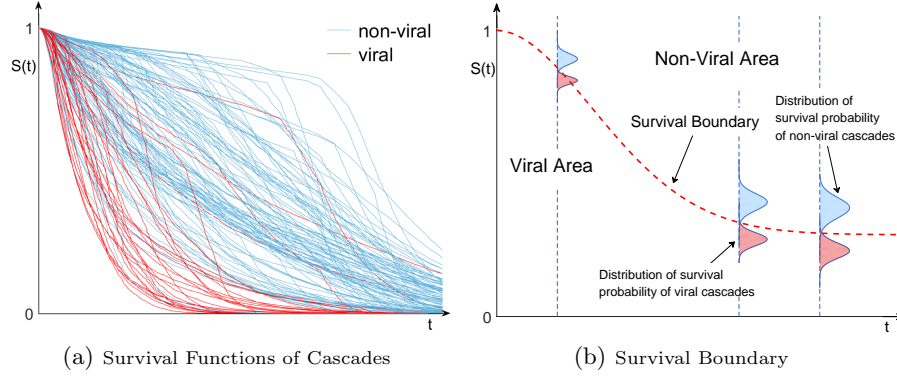 1
S(t)
0
t
non-viral
viral
(a) Survival Functions of Cascades
1
S(t)
0
t
Non-Viral Area
Viral Area
Survival Boundary
Distribution of
survival probability
of non-viral cascades
Distribution of survival
probability of viral cascades
(b) Survival Boundary